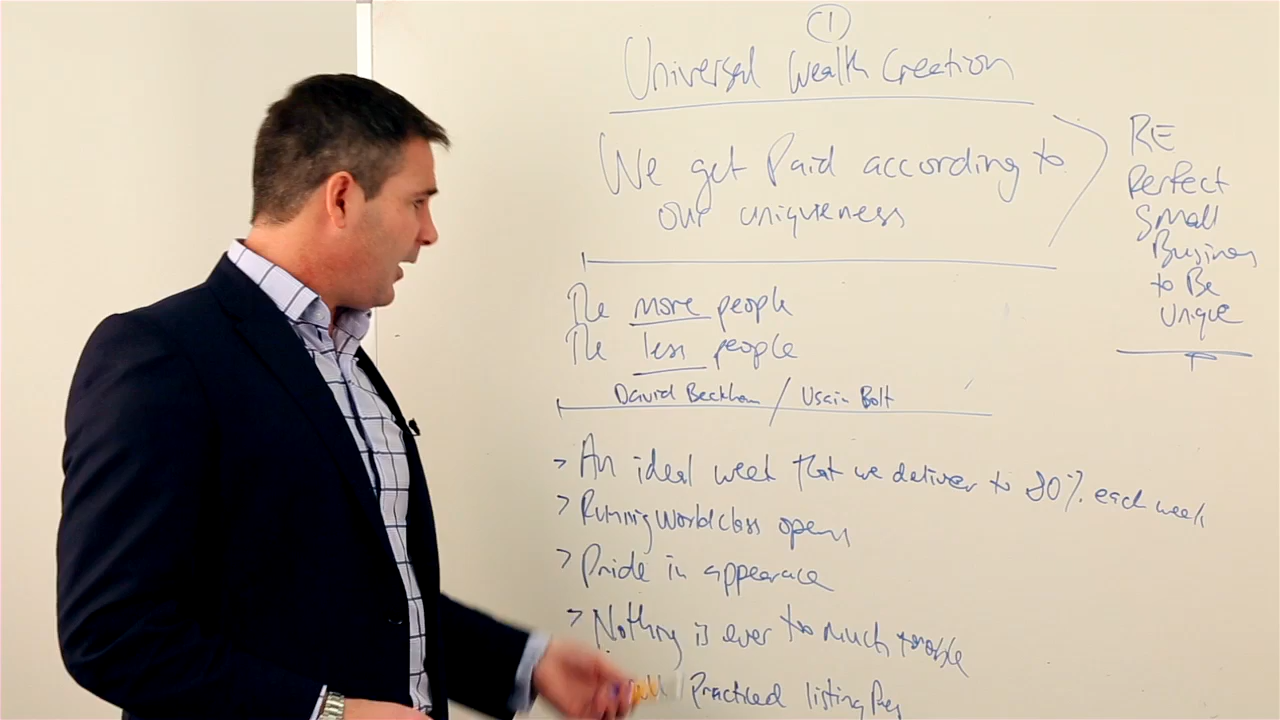 1
Universal Wealth Creation
We get Paid according to
our uniqueness
RE
Perfect
Small
Business
to Be
Unique
The more people
The less people
David Beckham / Usain Bolt
> An ideal week that we deliver to 80% each week
> Running World class opens
> Pride in appearace
> Nothing is ever too much trouble
Practiced listing Pres